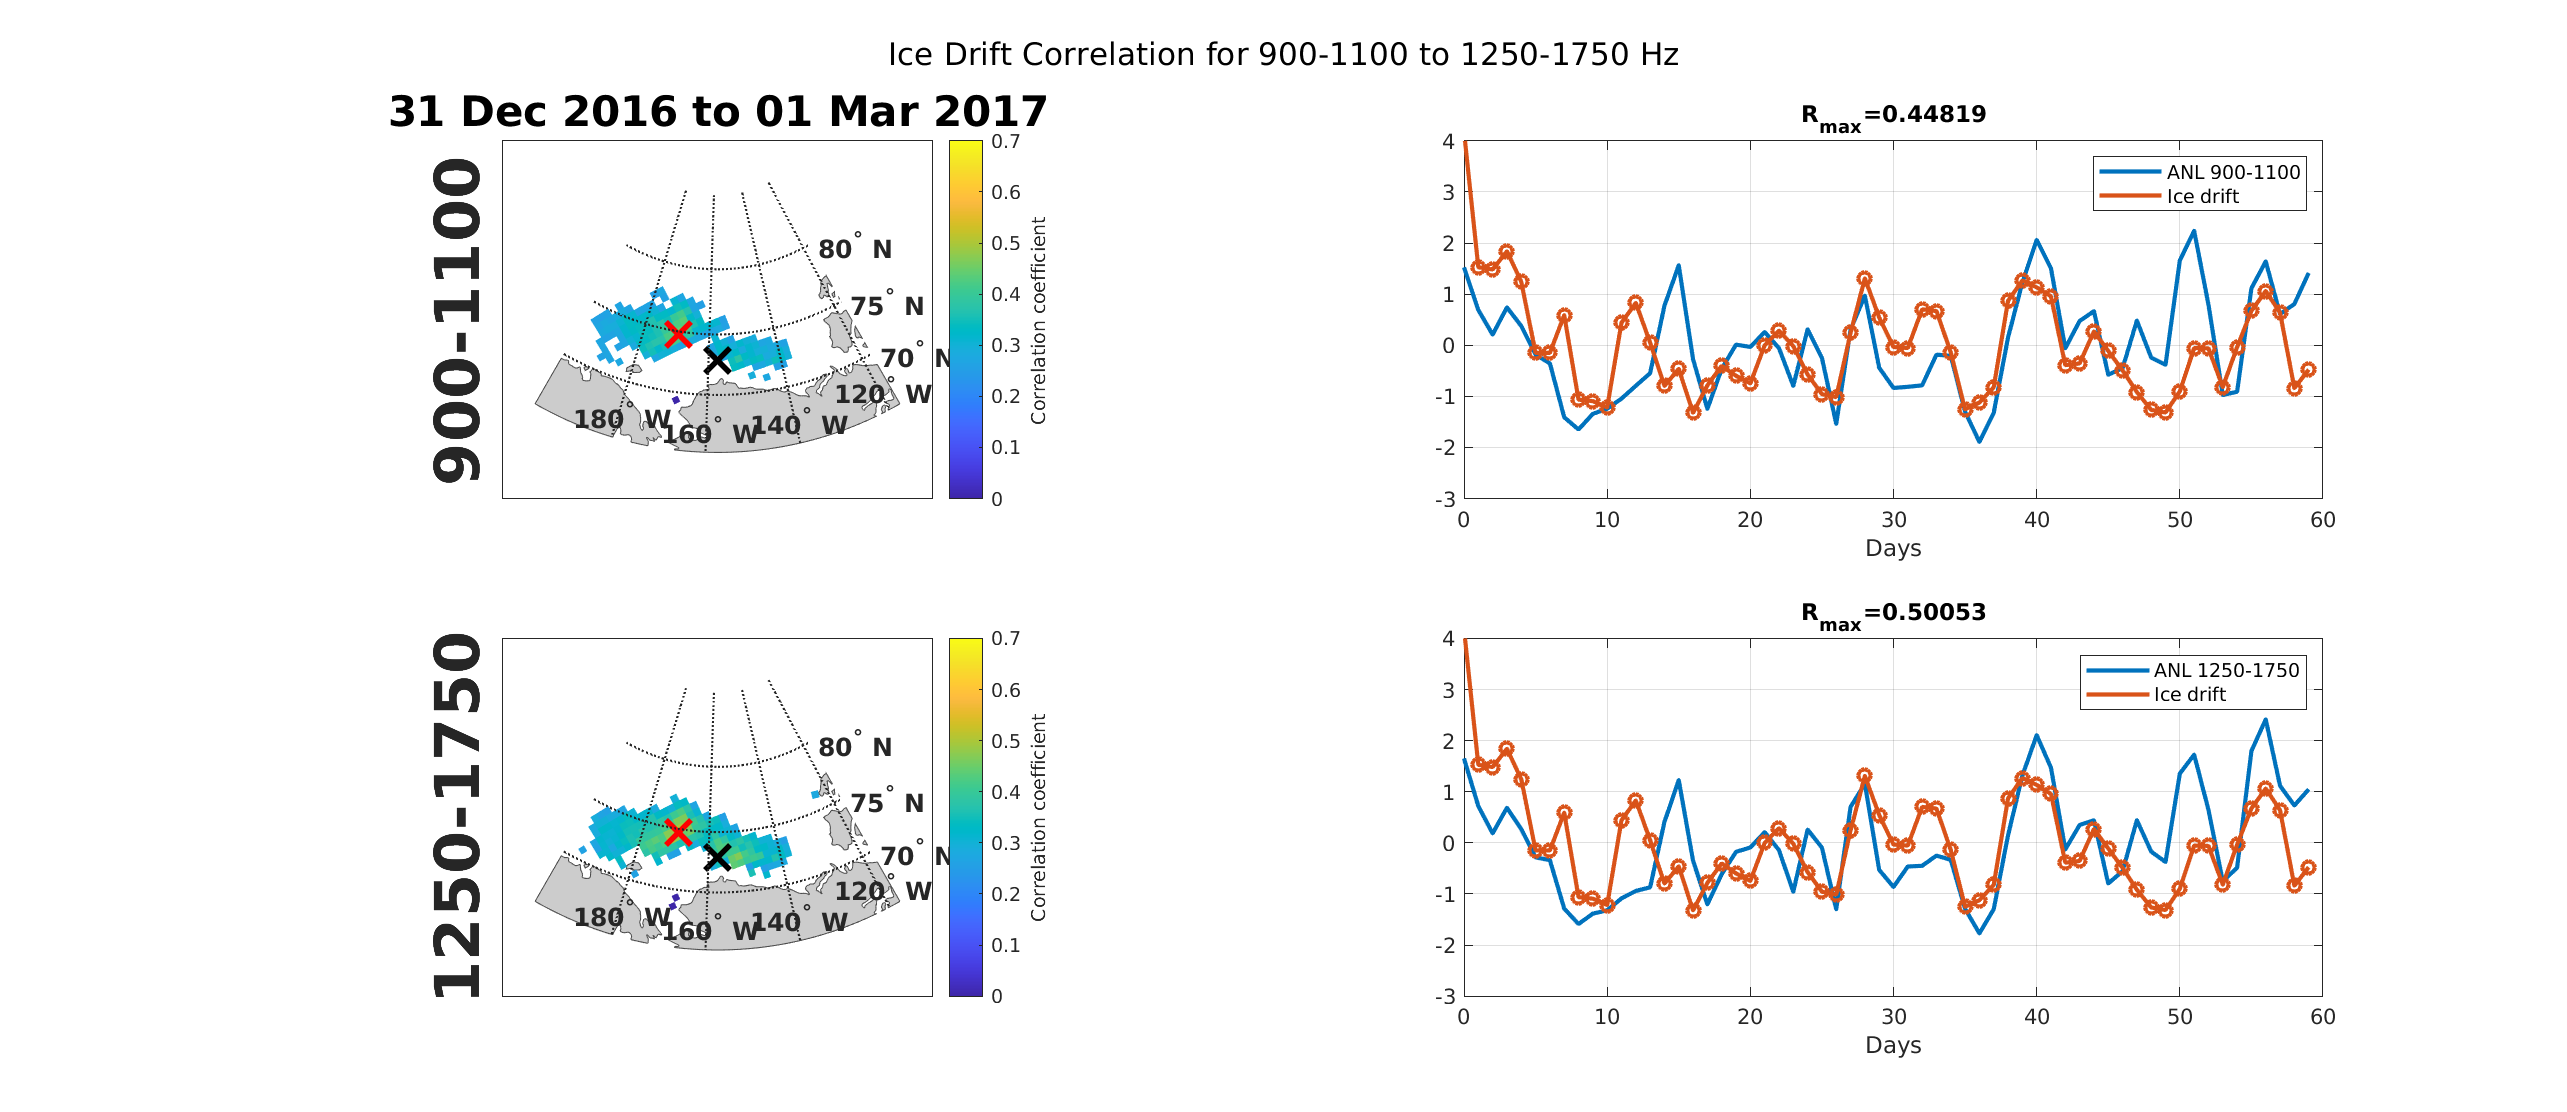 Ice Drift Correlation for 900-1100 to 1250-1750 Hz
31 Dec 2016 to 01 Mar 2017
900-1100
80° N
75° N
70° N
120° W
180° W
160° W
140° W
0.7
0.6
0.5
0.4
0.3
0.2
0.1
0
Correlation coefficient
Rmax=0.44819
4
3
2
1
0
-1
-2
-3
0 10 20 30 40 50 60
Days
ANL 900-1100
Ice drift
1250-1750
80° N
75° N
70° N
120° W
180° W
160° W
140° W
0.7
0.6
0.5
0.4
0.3
0.2
0.1
0
Correlation coefficient
Rmax=0.50053
4
3
2
1
0
-1
-2
-3
0 10 20 30 40 50 60
Days
ANL 1250-1750
Ice drift